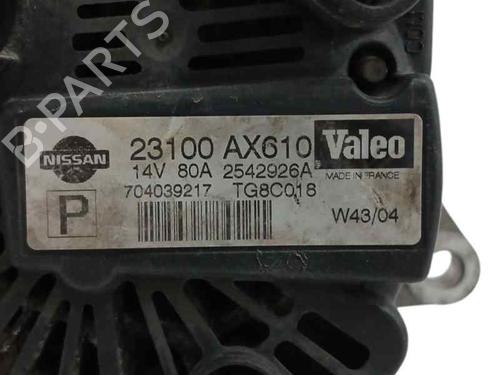 B-PARTS
NISSAN
23100 AX610
Valeo
14V 80A 2542926A
MADE IN FRANCE
704039217 TG8C018
P
W43/04